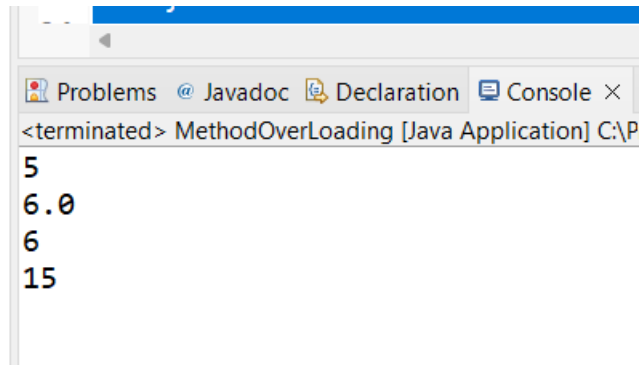 Problems @ Javadoc Declaration Console ×
<terminated> MethodOverLoading [Java Application] C:\P
5
6.0
6
15